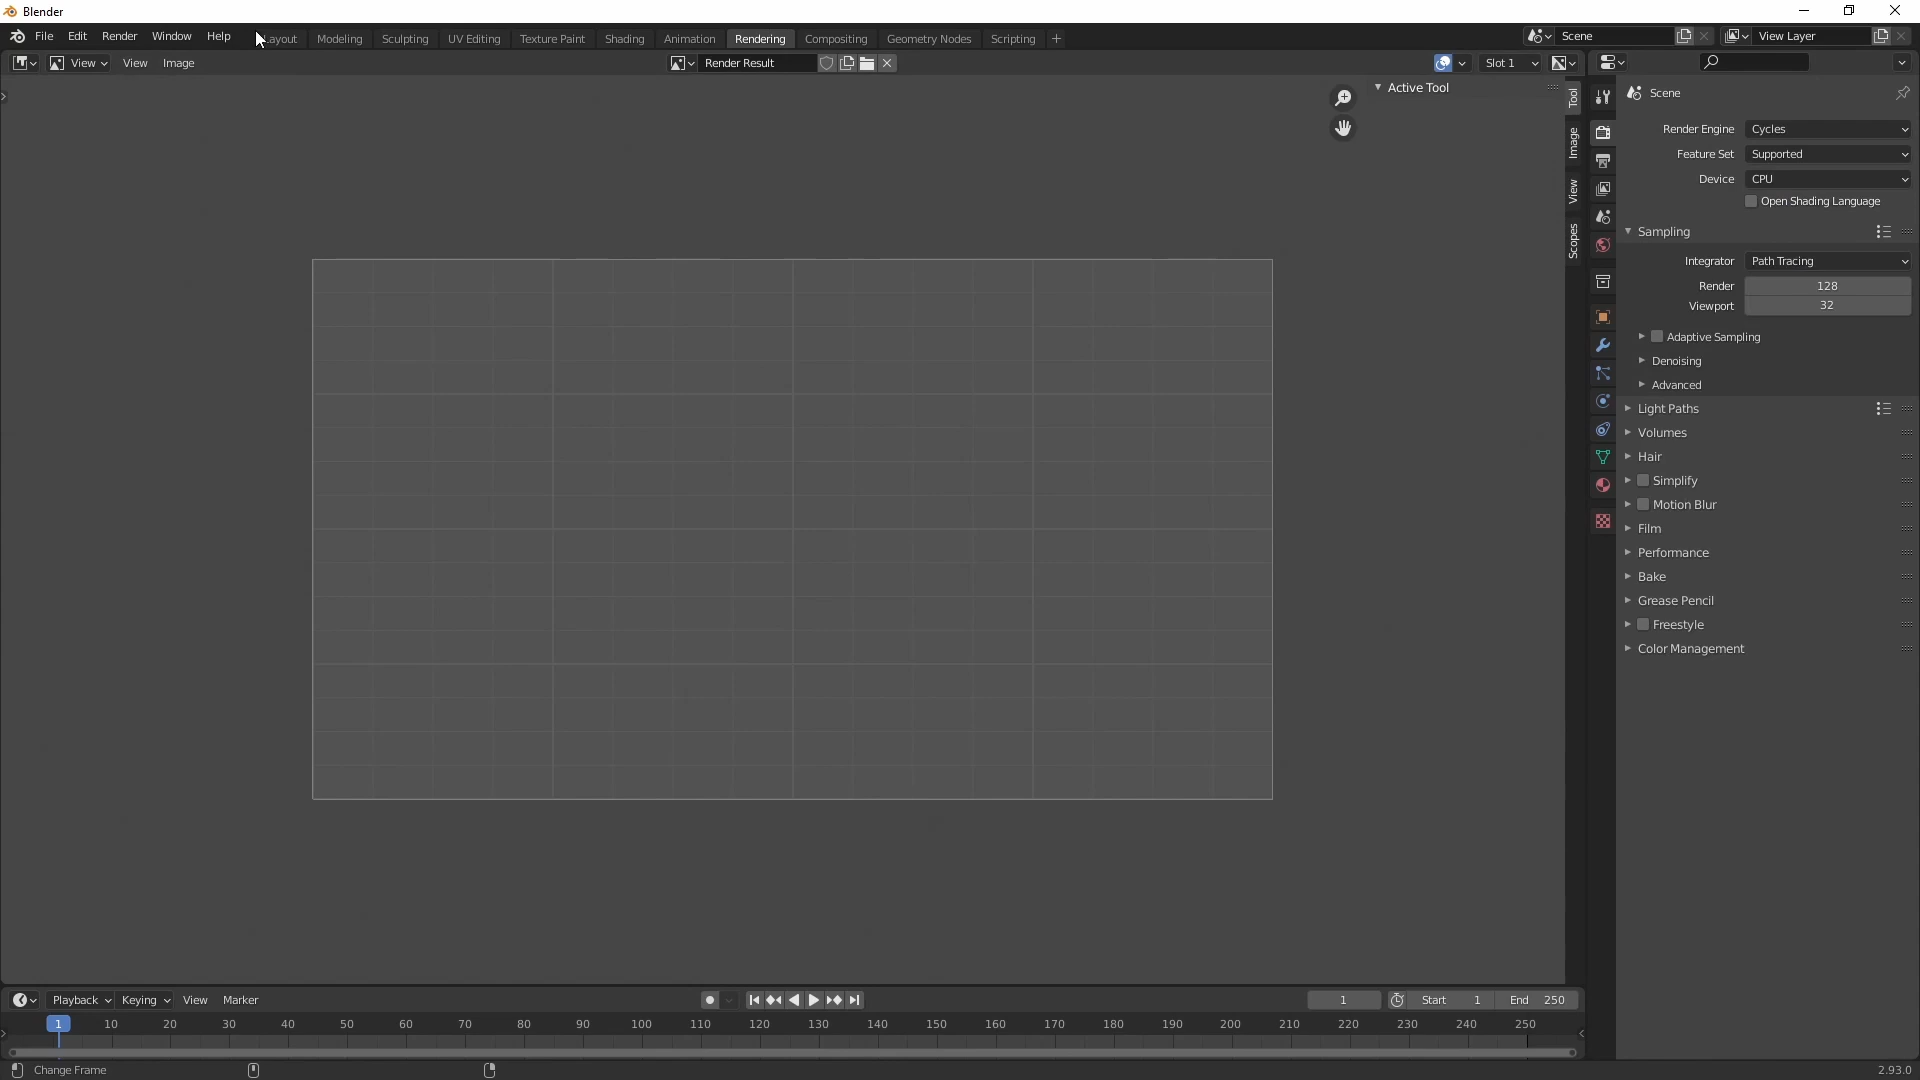 Blender
File Edit Render Window Help Layout Modeling Sculpting UV Editing Texture Paint Shading Animation Rendering Compositing Geometry Nodes Scripting + Scene View Layer
View View Image Render Result Slot 1
Active Tool
Tool
Image
View
Scopes
Scene
Render Engine Cycles
Feature Set Supported
Device CPU
Open Shading Language
Sampling
Integrator Path Tracing
Render 128
Viewport 32
Adaptive Sampling
Denoising
Advanced
Light Paths
Volumes
Hair
Simplify
Motion Blur
Film
Performance
Bake
Grease Pencil
Freestyle
Color Management
Playback Keying View Marker 1 Start 1 End 250
1 10 20 30 40 50 60 70 80 90 100 110 120 130 140 150 160 170 180 190 200 210 220 230 240 250
Change Frame 2.93.0